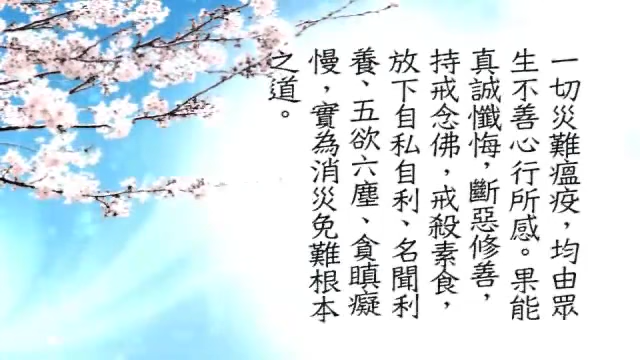 一切災難瘟疫，均由眾
生不善心行所感。果能
真誠懺悔，斷惡修善，
持戒念佛，戒殺素食，
放下自私自利、名聞利
養、五欲六塵、貪瞋癡
慢，實為消災免難根本
之道。